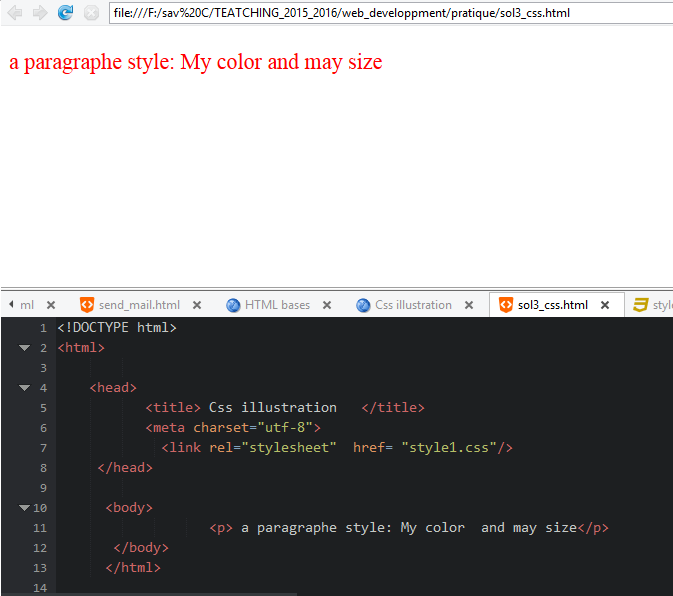 file:///F:/sav%20C/TEATCHING_2015_2016/web_developpment/pratique/sol3_css.html
a paragraphe style: My color and may size
ml send_mail.html HTML bases Css illustration sol3_css.html style
1 <!DOCTYPE html>
2 <html>
3
4 <head>
5 <title> Css illustration </title>
6 <meta charset="utf-8">
7 <link rel="stylesheet" href= "style1.css"/>
8 </head>
9
10 <body>
11 <p> a paragraphe style: My color and may size</p>
12 </body>
13 </html>
14